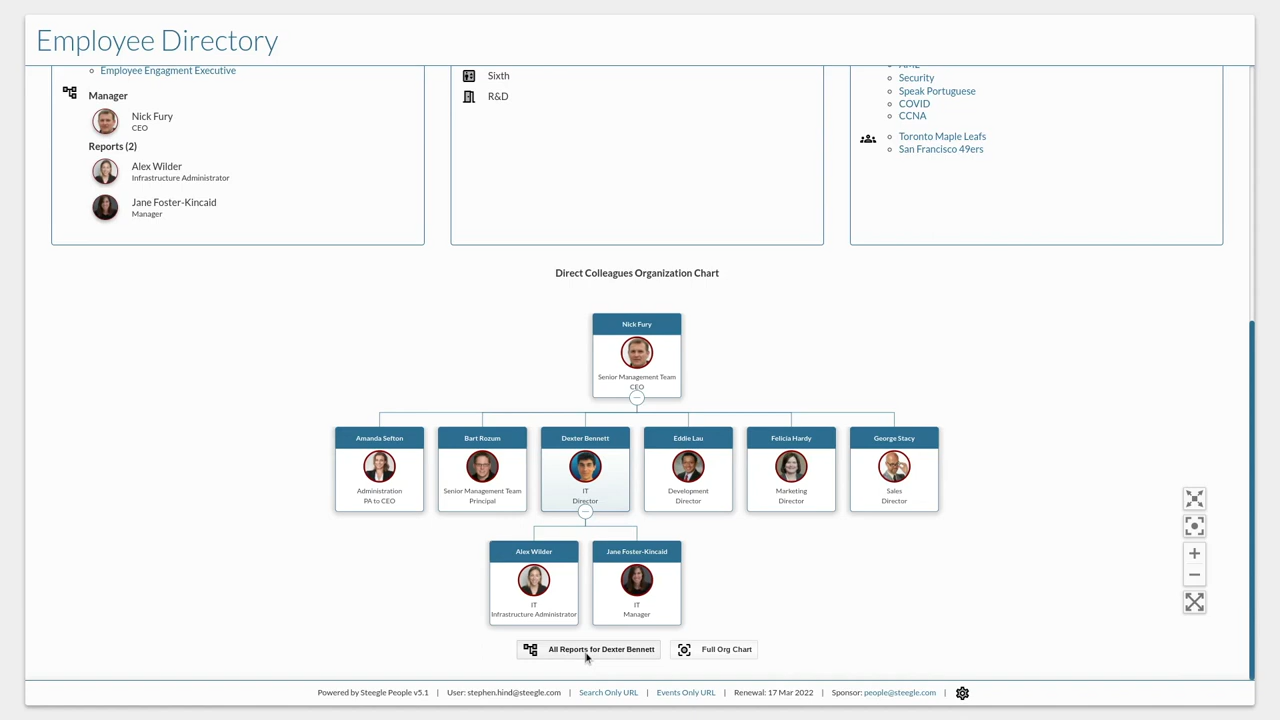 Employee Directory
Employee Engagment Executive
Manager
Nick Fury
CEO
Reports (2)
Alex Wilder
Infrastructure Administrator
Jane Foster-Kincaid
Manager
Sixth
R&D
Security
Speak Portuguese
COVID
CCNA
Toronto Maple Leafs
San Francisco 49ers
Direct Colleagues Organization Chart
Nick Fury
Senior Management Team
CEO
Amanda Sefton
Administration
PA to CEO
Bart Rozum
Senior Management Team
Principal
Dexter Bennett
IT
Director
Eddie Lau
Development
Director
Felicia Hardy
Marketing
Director
George Stacy
Sales
Director
Alex Wilder
IT
Infrastructure Administrator
Jane Foster-Kincaid
IT
Manager
All Reports for Dexter Bennett
Full Org Chart
Powered by Steegle People v5.1 | User: stephen.hind@steegle.com | Search Only URL | Events Only URL | Renewal: 17 Mar 2022 | Sponsor: people@steegle.com |